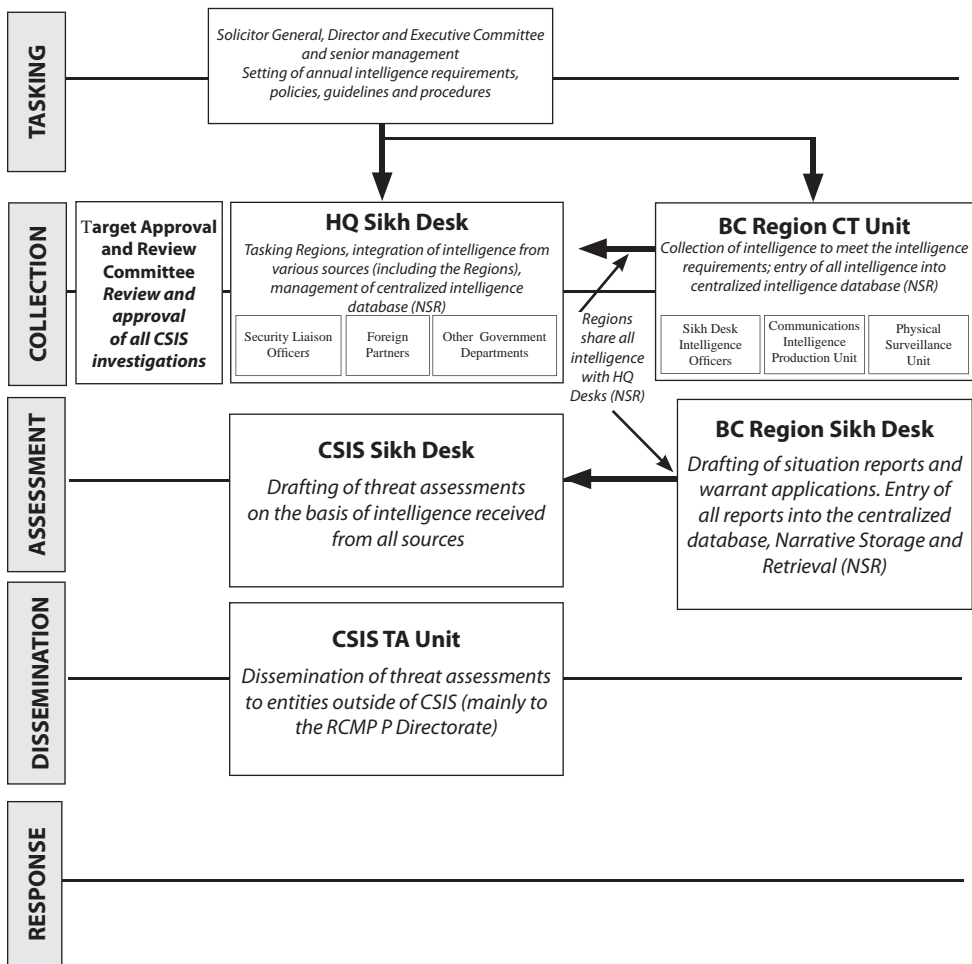 TASKING
Solicitor General, Director and Executive Committee
and senior management
Setting of annual intelligence requirements,
policies, guidelines and procedures
COLLECTION
Target Approval
and Review
Committee
Review and
approval
of all CSIS
investigations
HQ Sikh Desk
Tasking Regions, integration of intelligence from
various sources (including the Regions),
management of centralized intelligence
database (NSR)
Security Liaison
Officers
Foreign
Partners
Other Government
Departments
Regions
share all
intelligence
with HQ
Desks (NSR)
BC Region CT Unit
Collection of intelligence to meet the intelligence
requirements; entry of all intelligence into
centralized intelligence database (NSR)
Sikh Desk
Intelligence
Officers
Communications
Intelligence
Production Unit
Physical
Surveillance
Unit
ASSESSMENT
CSIS Sikh Desk
Drafting of threat assessments
on the basis of intelligence received
from all sources
BC Region Sikh Desk
Drafting of situation reports and
warrant applications. Entry of
all reports into the centralized
database, Narrative Storage and
Retrieval (NSR)
DISSEMINATION
CSIS TA Unit
Dissemination of threat assessments
to entities outside of CSIS (mainly to
the RCMP P Directorate)
RESPONSE